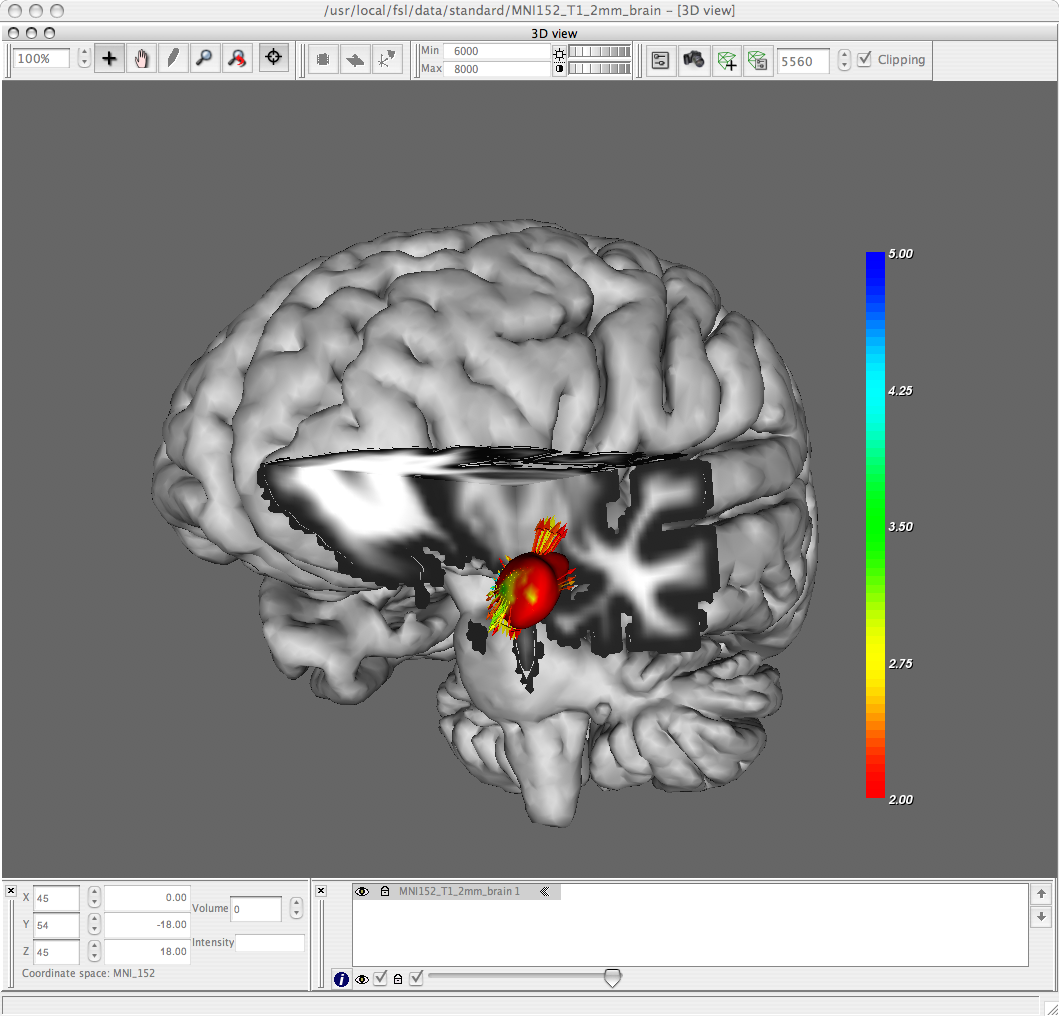 /usr/local/fsl/data/standard/MNI152_T1_2mm_brain – [3D view]
3D view
100%
Min 6000
Max 8000
5560
Clipping
5.00
4.25
3.50
2.75
2.00
X 45 0.00
Y 54 -18.00
Z 45 18.00
Volume 0
Intensity
Coordinate space: MNI_152
MNI152_T1_2mm_brain 1